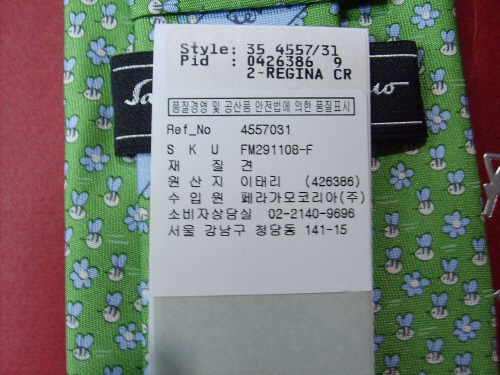 Style: 35 4557/31
Pid : 0426386 9
2-REGINA CR
품질경영 및 공산품 안전법에 의한 품질표시
Ref_No 4557031
S K U FM291108-F
재 질 견
원 산 지 이태리 (426386)
수 입 원 페라가모코리아(주)
소비자상담실 02-2140-9696
서울 강남구 청담동 141-15